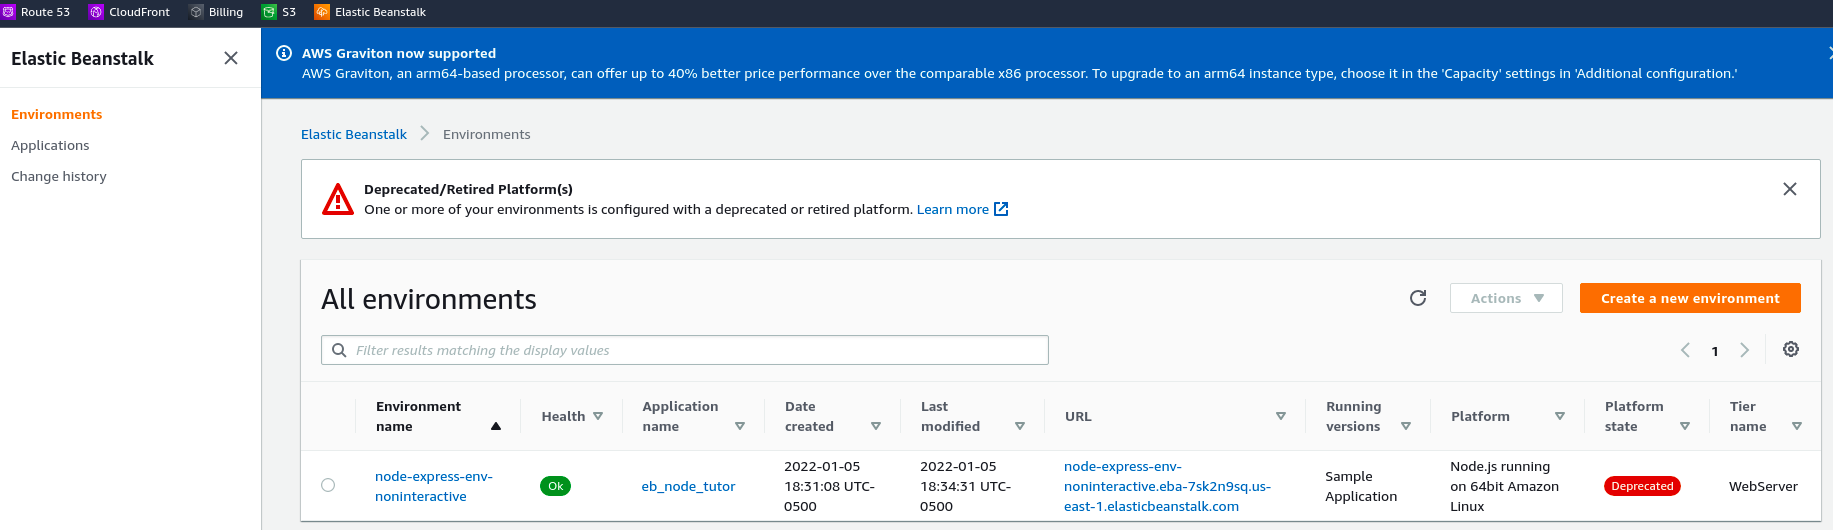 Route 53 CloudFront Billing S3 Elastic Beanstalk
Elastic Beanstalk
Environments
Applications
Change history
AWS Graviton now supported
AWS Graviton, an arm64-based processor, can offer up to 40% better price performance over the comparable x86 processor. To upgrade to an arm64 instance type, choose it in the 'Capacity' settings in 'Additional configuration.'
Elastic Beanstalk Environments
Deprecated/Retired Platform(s)
One or more of your environments is configured with a deprecated or retired platform. Learn more
All environments
Actions
Create a new environment
Filter results matching the display values
1
Environment
name
Health
Application
name
Date
created
Last
modified
URL
Running
versions
Platform
Platform
state
Tier
name
node-express-env-
noninteractive
Ok
eb_node_tutor
2022-01-05
18:31:08 UTC-
0500
2022-01-05
18:34:31 UTC-
0500
node-express-env-
noninteractive.eba-7sk2n9sq.us-
east-1.elasticbeanstalk.com
Sample
Application
Node.js running
on 64bit Amazon
Linux
Deprecated
WebServer